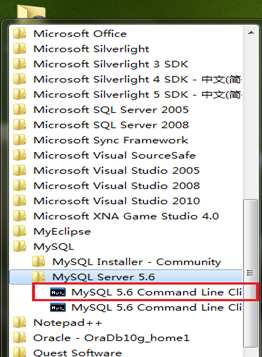 Microsoft Office
Microsoft Silverlight
Microsoft Silverlight 3 SDK
Microsoft Silverlight 4 SDK - 中文(简
Microsoft Silverlight 5 SDK - 中文(简
Microsoft SQL Server 2005
Microsoft SQL Server 2008
Microsoft Sync Framework
Microsoft Visual SourceSafe
Microsoft Visual Studio 2005
Microsoft Visual Studio 2008
Microsoft Visual Studio 2010
Microsoft XNA Game Studio 4.0
MyEclipse
MySQL
MySQL Installer - Community
MySQL Server 5.6
MySQL 5.6 Command Line Cli
MySQL 5.6 Command Line Cli
Notepad++
Oracle - OraDb10g_home1
Quest Software